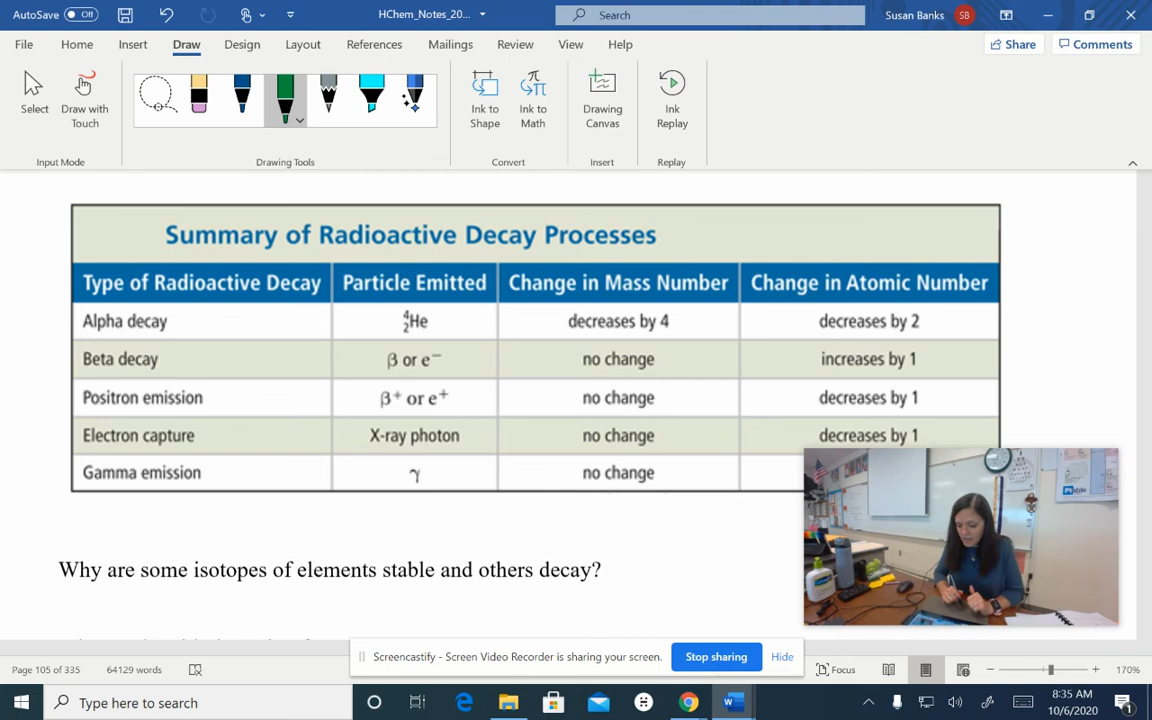 AutoSave Off HChem_Notes_20... Search Susan Banks SB
File Home Insert Draw Design Layout References Mailings Review View Help Share Comments
Select Draw with Touch Ink to Shape Ink to Math Drawing Canvas Ink Replay
Input Mode Drawing Tools Convert Insert Replay
Summary of Radioactive Decay Processes
Type of Radioactive Decay Particle Emitted Change in Mass Number Change in Atomic Number
Alpha decay ⁴₂He decreases by 4 decreases by 2
Beta decay β or e⁻ no change increases by 1
Positron emission β⁺ or e⁺ no change decreases by 1
Electron capture X-ray photon no change decreases by 1
Gamma emission γ no change
Why are some isotopes of elements stable and others decay?
Screencastify - Screen Video Recorder is sharing your screen. Stop sharing Hide
Page 105 of 335 64129 words Focus 170%
Type here to search 8:35 AM
10/6/2020 1